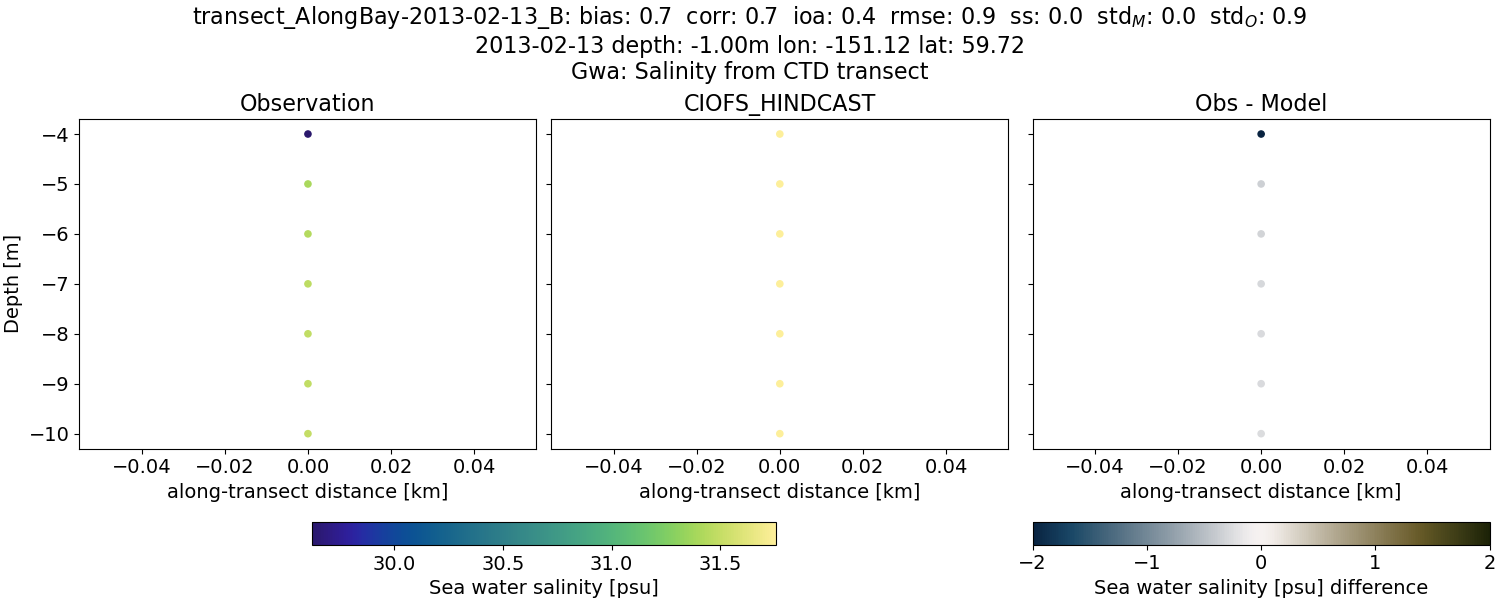 transect_AlongBay-2013-02-13_B: bias: 0.7  corr: 0.7  ioa: 0.4  rmse: 0.9  ss: 0.0  std_M: 0.0  std_O: 0.9
2013-02-13 depth: -1.00m lon: -151.12 lat: 59.72
Gwa: Salinity from CTD transect
Observation CIOFS_HINDCAST Obs - Model
Depth [m]
−4
−5
−6
−7
−8
−9
−10
−0.04 −0.02 0.00 0.02 0.04 −0.04 −0.02 0.00 0.02 0.04 −0.04 −0.02 0.00 0.02 0.04
along-transect distance [km] along-transect distance [km] along-transect distance [km]
30.0 30.5 31.0 31.5 −2 −1 0 1 2
Sea water salinity [psu] Sea water salinity [psu] difference